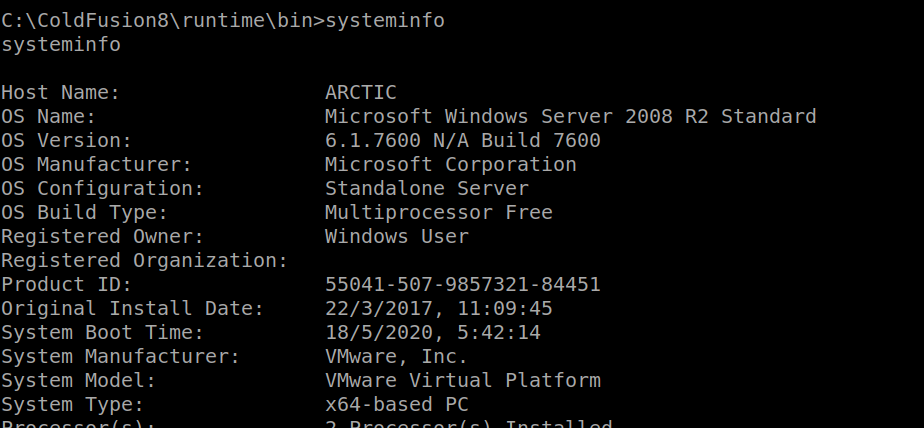 C:\ColdFusion8\runtime\bin>systeminfo
systeminfo
Host Name: ARCTIC
OS Name: Microsoft Windows Server 2008 R2 Standard
OS Version: 6.1.7600 N/A Build 7600
OS Manufacturer: Microsoft Corporation
OS Configuration: Standalone Server
OS Build Type: Multiprocessor Free
Registered Owner: Windows User
Registered Organization:
Product ID: 55041-507-9857321-84451
Original Install Date: 22/3/2017, 11:09:45
System Boot Time: 18/5/2020, 5:42:14
System Manufacturer: VMware, Inc.
System Model: VMware Virtual Platform
System Type: x64-based PC
Processor(s): 2 Processor(s) Installed